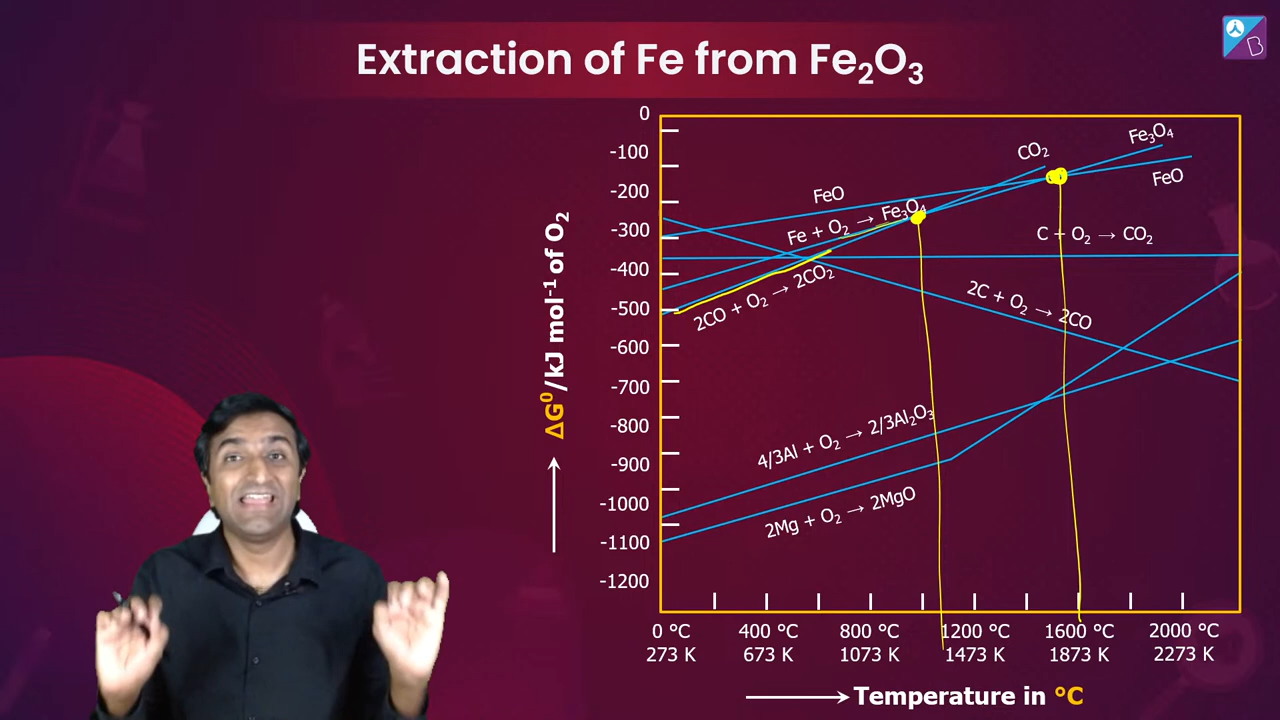 Extraction of Fe from Fe₂O₃
B
0
-100
-200
-300
-400
-500
-600
-700
-800
-900
-1000
-1100
-1200
ΔG⁰/kJ mol⁻¹ of O₂
CO₂
Fe₃O₄
FeO
FeO
Fe + O₂ → Fe₃O₄
C + O₂ → CO₂
2CO + O₂ → 2CO₂
2C + O₂ → 2CO
4/3Al + O₂ → 2/3Al₂O₃
2Mg + O₂ → 2MgO
0 °C 400 °C 800 °C 1200 °C 1600 °C 2000 °C
273 K 673 K 1073 K 1473 K 1873 K 2273 K
Temperature in °C